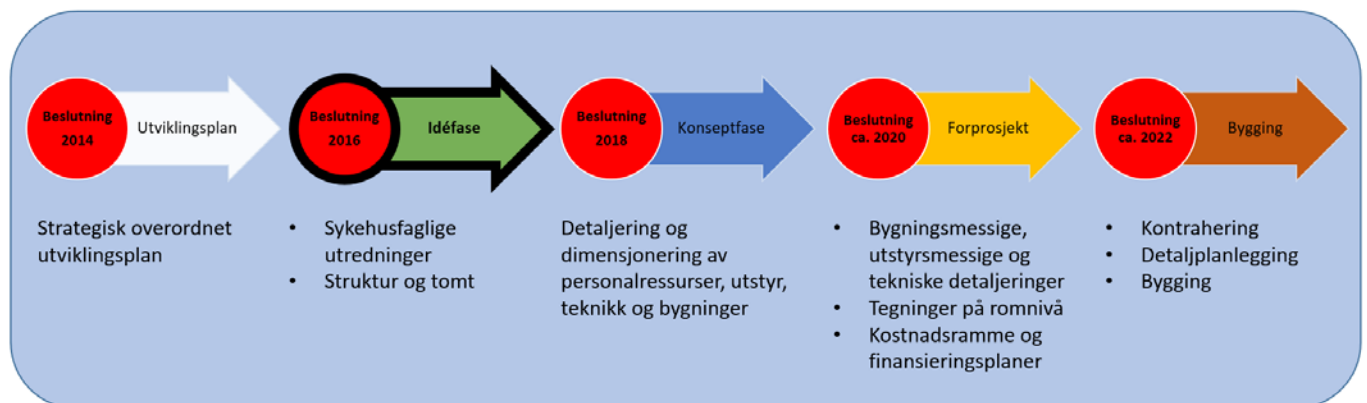 Beslutning
2014
Utviklingsplan
Beslutning
2016
Idéfase
Beslutning
2018
Konseptfase
Beslutning
ca. 2020
Forprosjekt
Beslutning
ca. 2022
Bygging
Strategisk overordnet
utviklingsplan
• Sykehusfaglige
utredninger
• Struktur og tomt
Detaljering og
dimensjonering av
personalressurser, utstyr,
teknikk og bygninger
• Bygningsmessige,
utstyrsmessige og
tekniske detaljeringer
• Tegninger på romnivå
• Kostnadsramme og
finansieringsplaner
• Kontrahering
• Detaljplanlegging
• Bygging